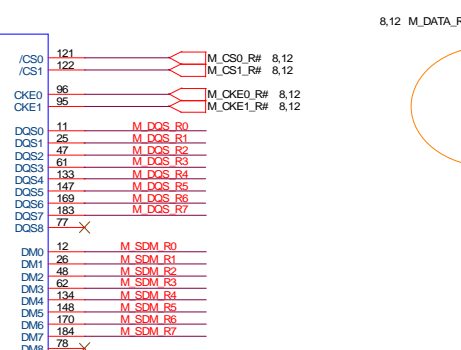 8,12 M_DATA_R
/CS0 121 M_CS0_R# 8,12
/CS1 122 M_CS1_R# 8,12
CKE0 96 M_CKE0_R# 8,12
CKE1 95 M_CKE1_R# 8,12
DQS0 11 M_DQS_R0
DQS1 25 M_DQS_R1
DQS2 47 M_DQS_R2
DQS3 61 M_DQS_R3
DQS4 133 M_DQS_R4
DQS5 147 M_DQS_R5
DQS6 169 M_DQS_R6
DQS7 183 M_DQS_R7
DQS8 77
DM0 12 M_SDM_R0
DM1 26 M_SDM_R1
DM2 48 M_SDM_R2
DM3 62 M_SDM_R3
DM4 134 M_SDM_R4
DM5 148 M_SDM_R5
DM6 170 M_SDM_R6
DM7 184 M_SDM_R7
DM8 78